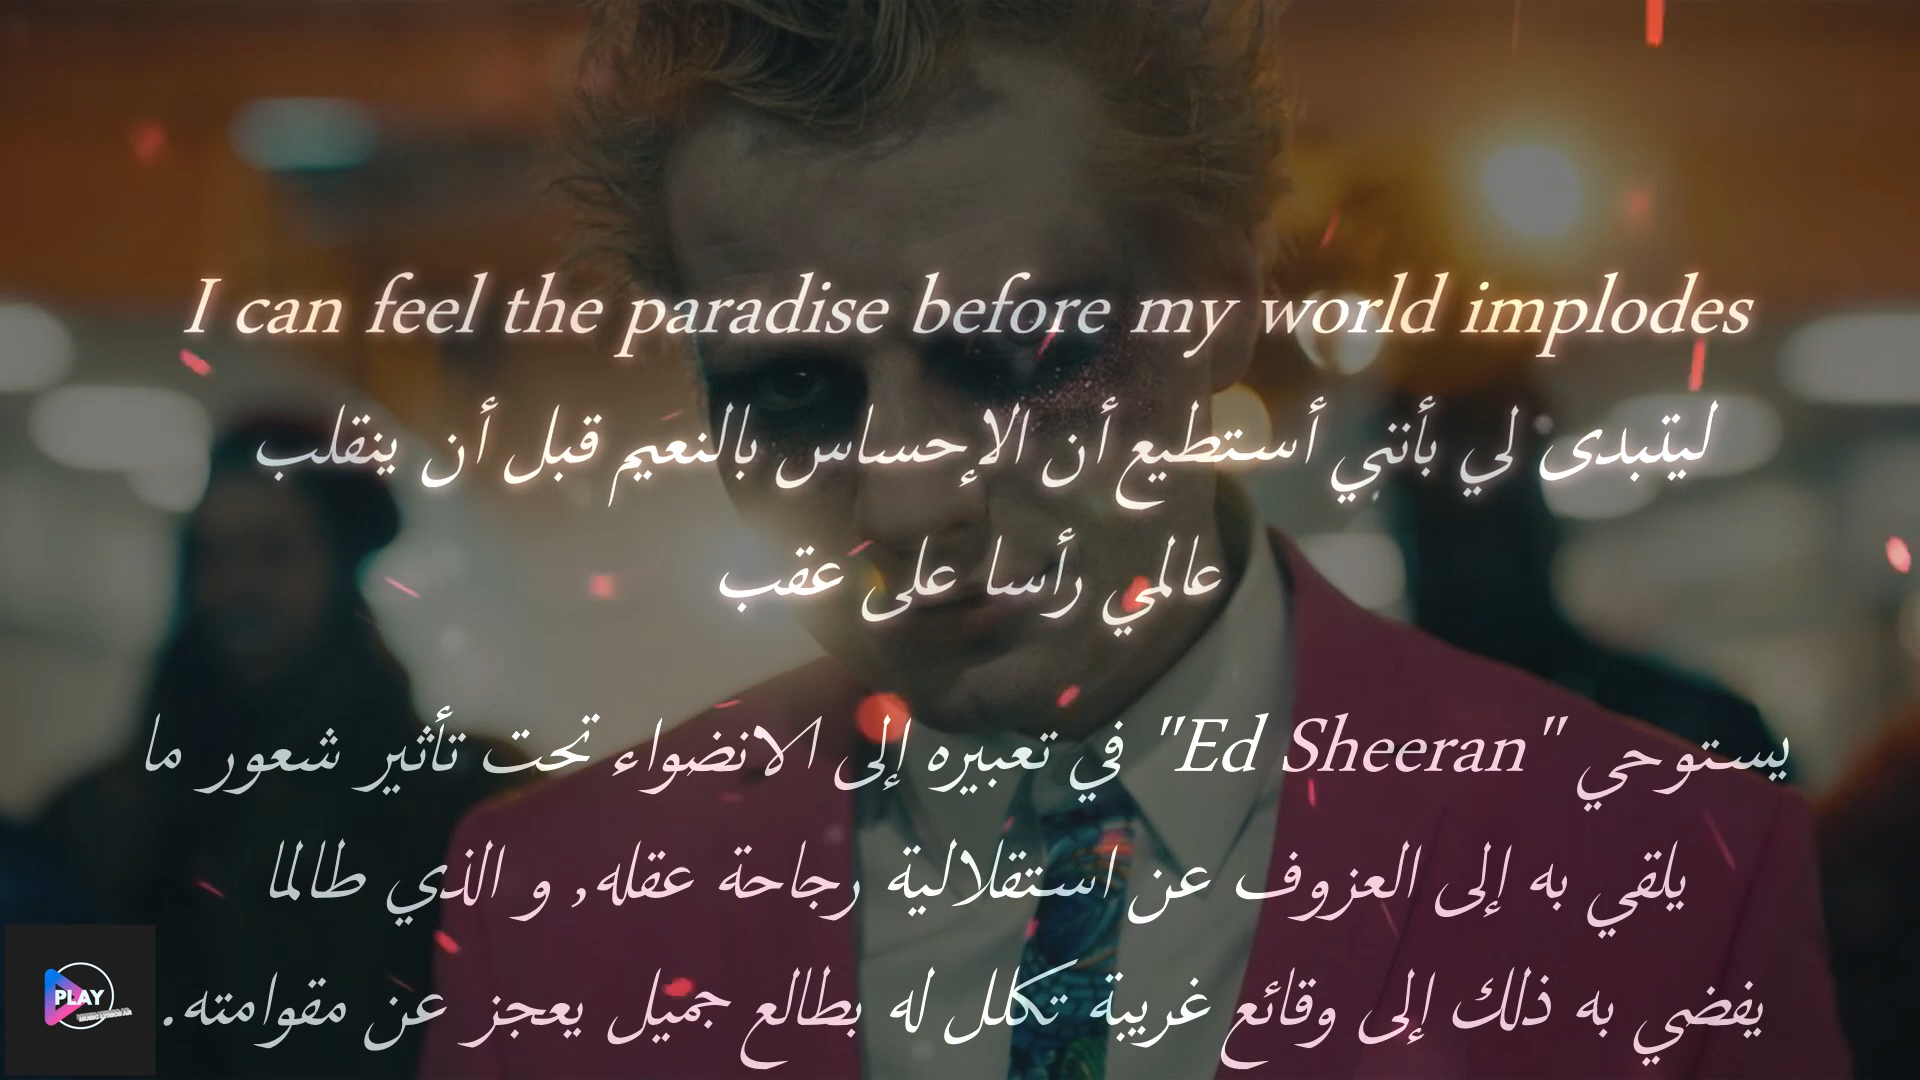 I can feel the paradise before my world implodes
ليتبدى لي بأنني أستطيع أن الإحساس بالنعيم قبل أن ينقلب
عالمي رأسا على عقب
يستوحي "Ed Sheeran" في تعبيره إلى الانضواء تحت تأثير شعور ما
يلقي به إلى العزوف عن استقلالية رجاحة عقله, و الذي طالما
يفضي به ذلك إلى وقائع غريبة تكلل له بطالع جميل يعجز عن مقوامته.
PLAY